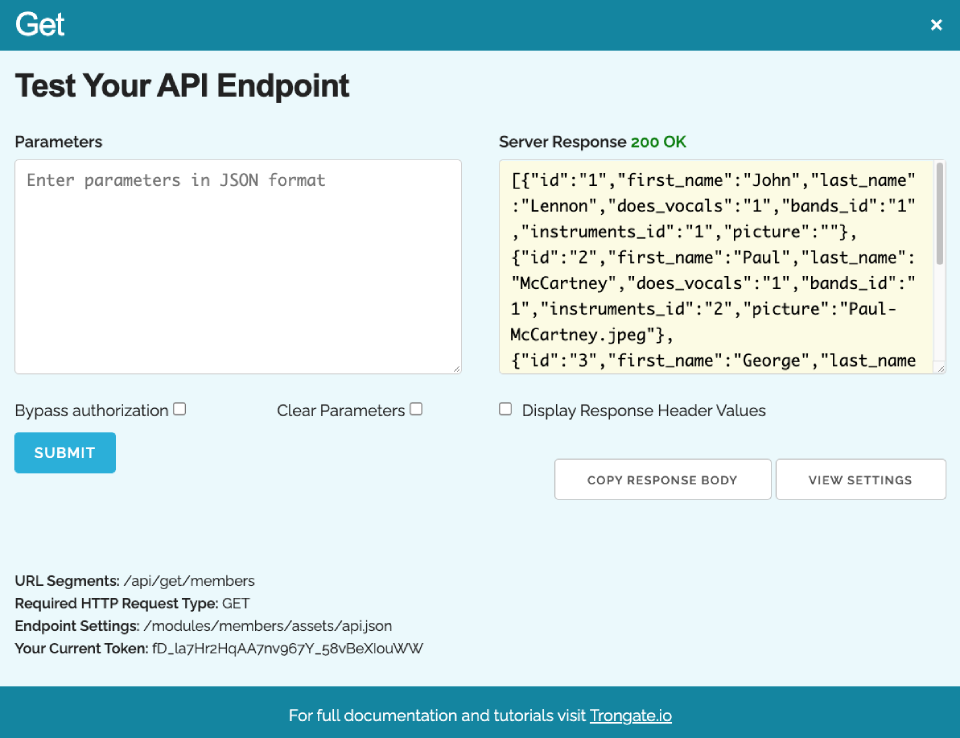 Get
×
Test Your API Endpoint
Parameters
Enter parameters in JSON format
Server Response 200 OK
[{"id":"1","first_name":"John","last_name"
:"Lennon","does_vocals":"1","bands_id":"1"
,"instruments_id":"1","picture":""},
{"id":"2","first_name":"Paul","last_name":
"McCartney","does_vocals":"1","bands_id":"
1","instruments_id":"2","picture":"Paul-
McCartney.jpeg"},
{"id":"3","first_name":"George","last_name
Bypass authorization
Clear Parameters
Display Response Header Values
SUBMIT
COPY RESPONSE BODY
VIEW SETTINGS
URL Segments: /api/get/members
Required HTTP Request Type: GET
Endpoint Settings: /modules/members/assets/api.json
Your Current Token: fD_la7Hr2HqAA7nv967Y_58vBeXIouWW
For full documentation and tutorials visit Trongate.io